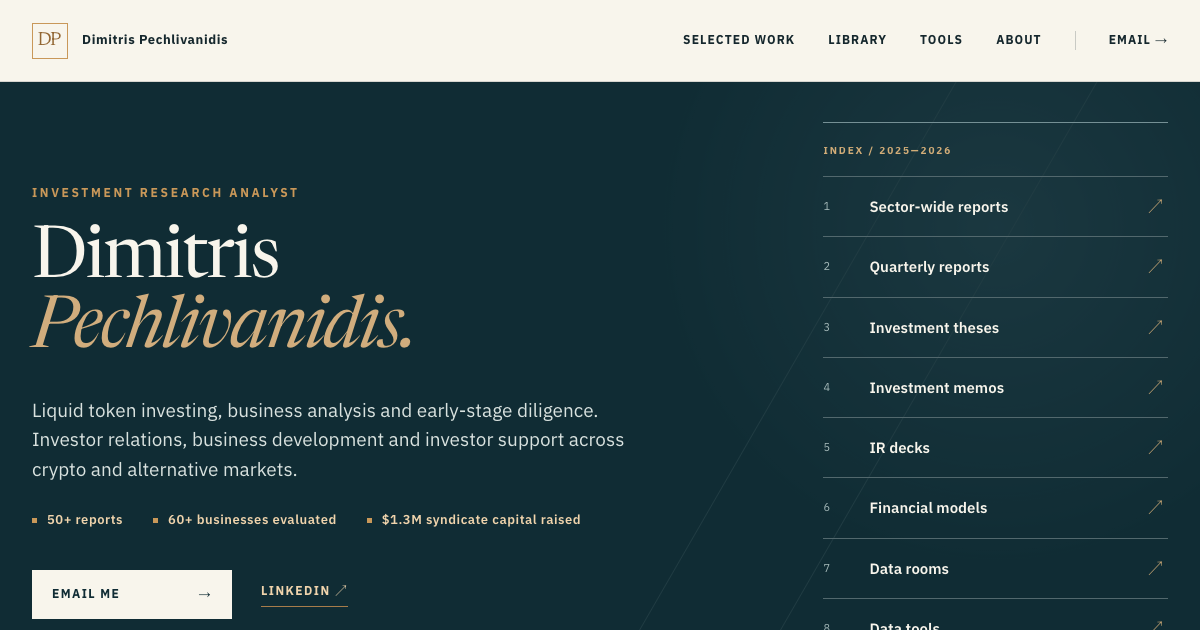 DP
Dimitris Pechlivanidis
SELECTED WORK
LIBRARY
TOOLS
ABOUT
EMAIL →
INVESTMENT RESEARCH ANALYST
Dimitris
Pechlivanidis.
Liquid token investing, business analysis and early-stage diligence.
Investor relations, business development and investor support across
crypto and alternative markets.
50+ reports
60+ businesses evaluated
$1.3M syndicate capital raised
EMAIL ME →
LINKEDIN ↗
INDEX / 2025—2026
1 Sector-wide reports ↗
2 Quarterly reports ↗
3 Investment theses ↗
4 Investment memos ↗
5 IR decks ↗
6 Financial models ↗
7 Data rooms ↗
8 Data tools ↗